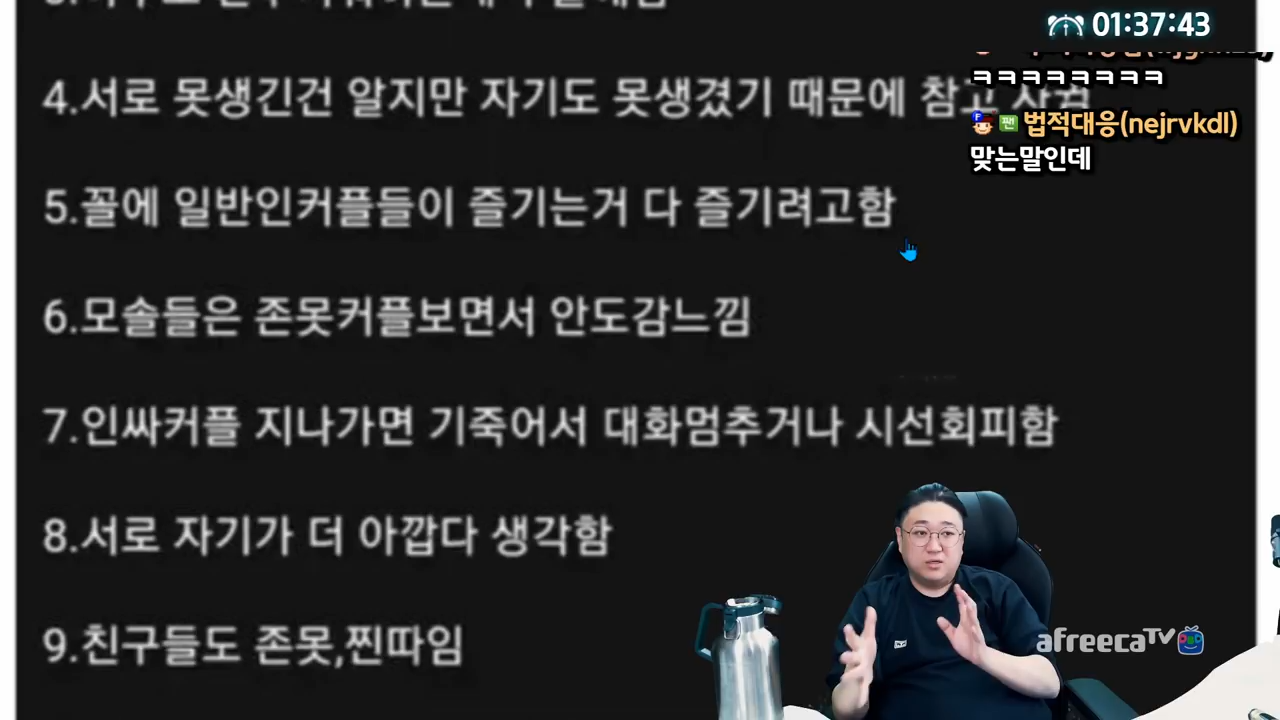 01:37:43
4.서로 못생긴건 알지만 자기도 못생겼기 때문에 참고 사귐
ㅋㅋㅋㅋㅋㅋㅋㅋ
법적대응(nejrvkdl)
맞는말인데
5.꼴에 일반인커플들이 즐기는거 다 즐기려고함
6.모솔들은 존못커플보면서 안도감느낌
7.인싸커플 지나가면 기죽어서 대화멈추거나 시선회피함
8.서로 자기가 더 아깝다 생각함
9.친구들도 존못,찐따임
afreecaTV